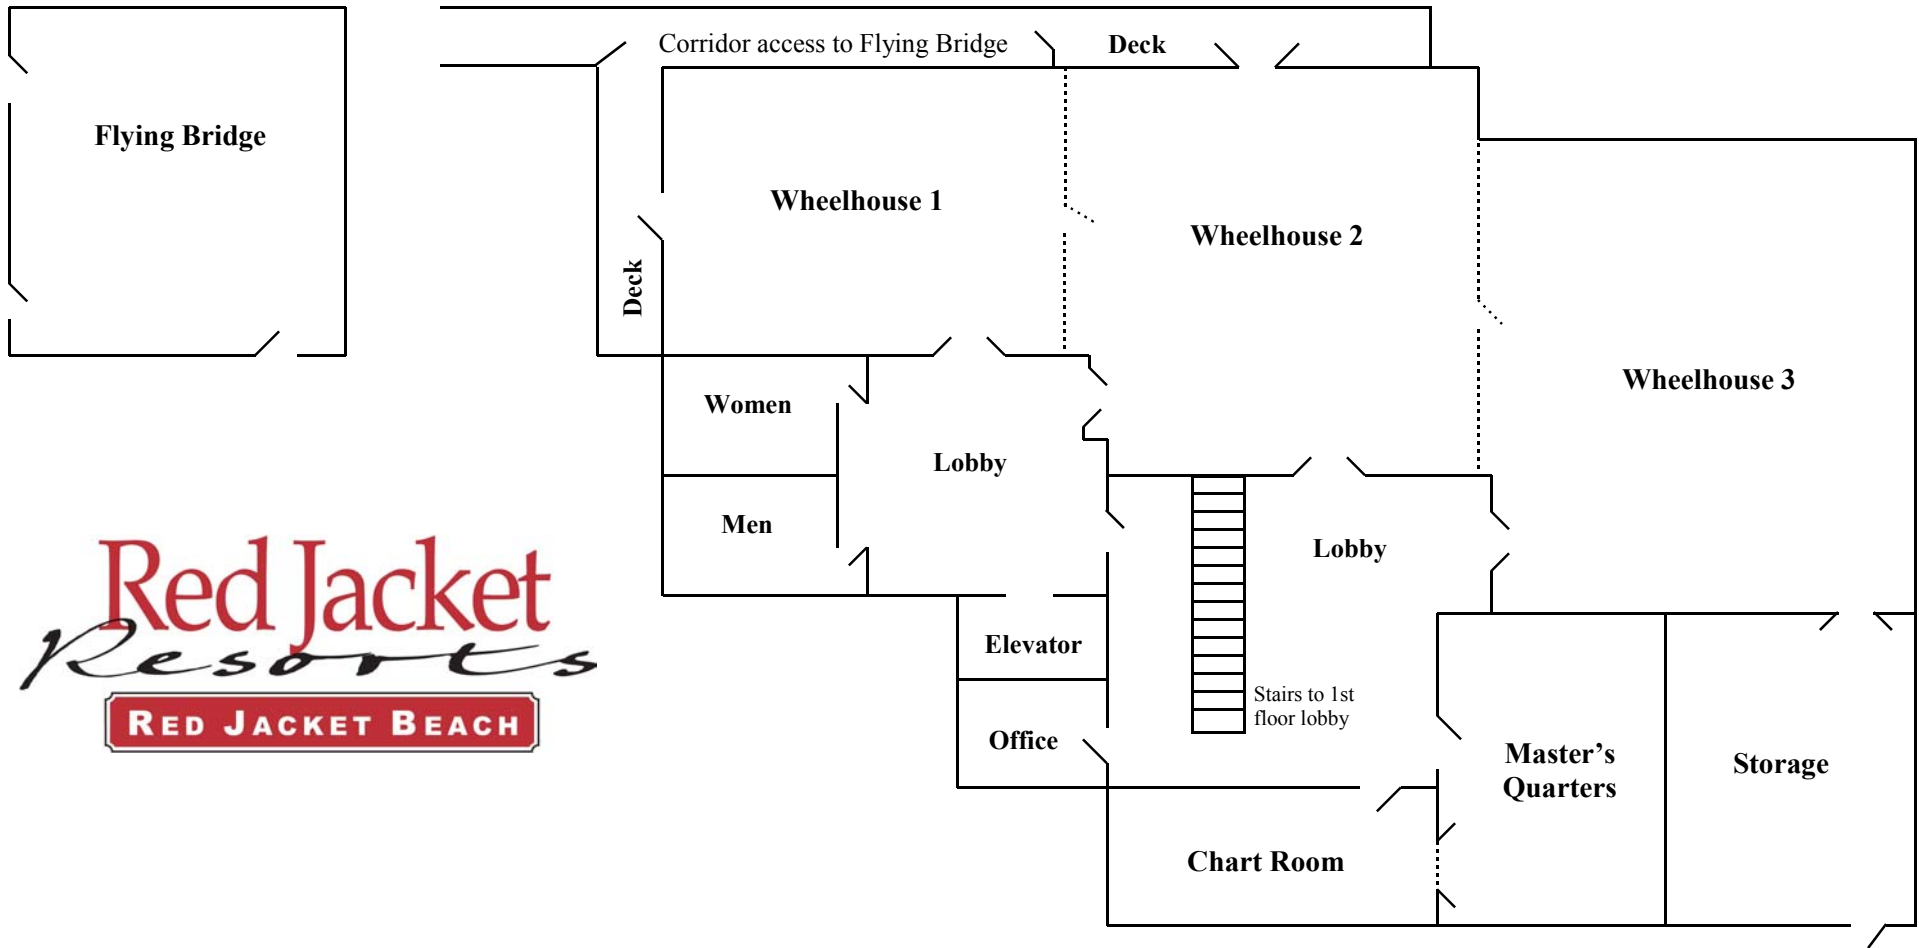 Corridor access to Flying Bridge
Deck
Flying Bridge
Wheelhouse 1
Wheelhouse 2
Deck
Wheelhouse 3
Women
Lobby
Men
Lobby
Red Jacket
Resorts
RED JACKET BEACH
Elevator
Stairs to 1st
floor lobby
Office
Master’s
Quarters
Storage
Chart Room